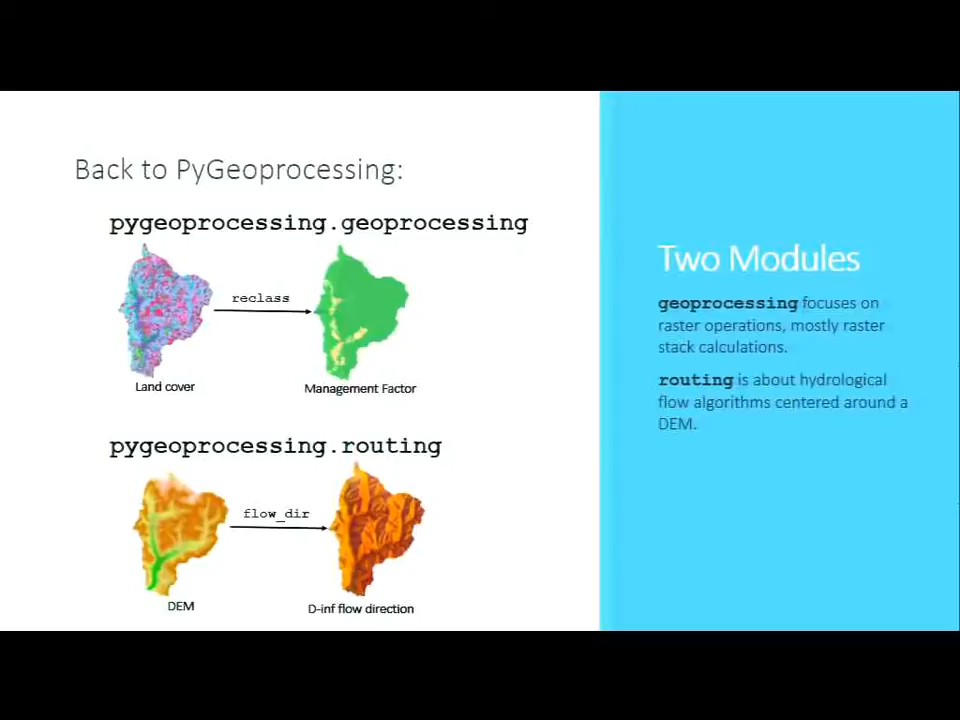 Back to PyGeoprocessing:
pygeoprocessing.geoprocessing
reclass
Land cover
Management Factor
pygeoprocessing.routing
flow_dir
DEM
D-inf flow direction
Two Modules
geoprocessing focuses on
raster operations, mostly raster
stack calculations.
routing is about hydrological
flow algorithms centered around a
DEM.